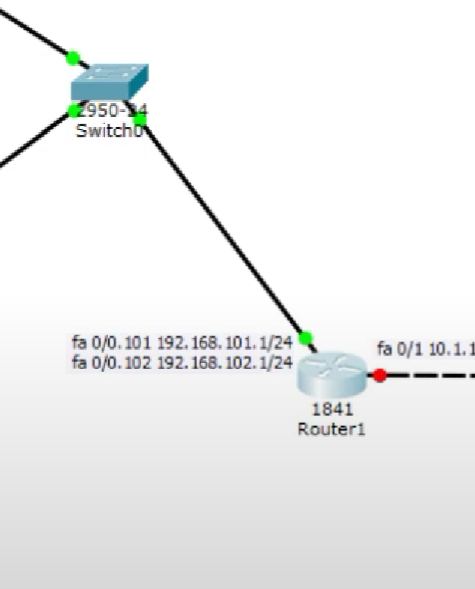 2950-24
Switch0
fa 0/0.101 192.168.101.1/24
fa 0/0.102 192.168.102.1/24
fa 0/1 10.1.1
1841
Router1